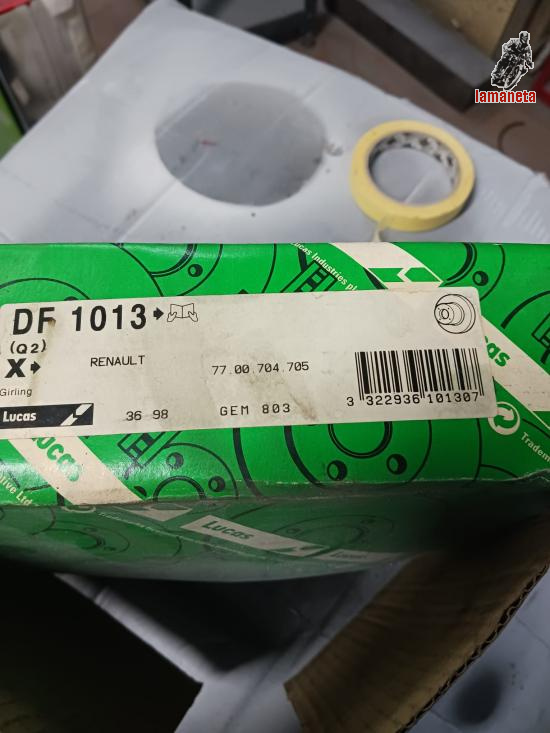 lamaneta
Lucas Industries plc
DF 1013
(Q2)
X
RENAULT 77.00.704.705
Girling
Lucas 36 98 GEM 803
3 322936 101307
Lucas
Tradem
Lucas
Lucas